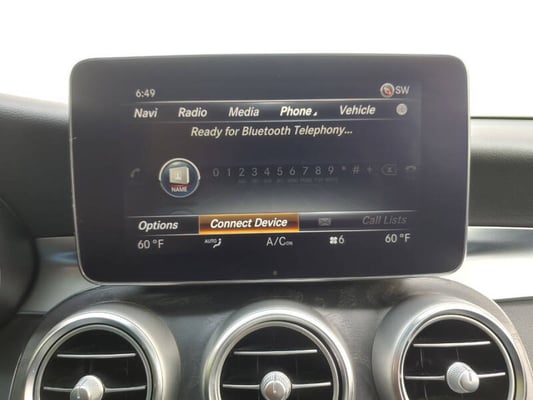 6:49 SW
Navi Radio Media Phone Vehicle
Ready for Bluetooth Telephony...
0 1 2 3 4 5 6 7 8 9 * # +
NAME
Options Connect Device Call Lists
60 °F AUTO A/C ON 6 60 °F